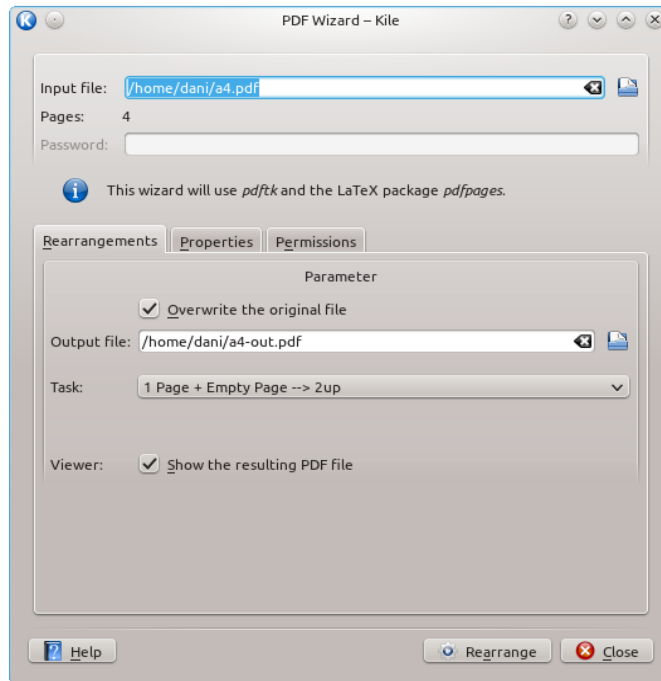 PDF Wizard – Kile
Input file: /home/dani/a4.pdf
Pages: 4
Password:
This wizard will use pdftk and the LaTeX package pdfpages.
Rearrangements Properties Permissions
Parameter
Overwrite the original file
Output file: /home/dani/a4-out.pdf
Task: 1 Page + Empty Page --> 2up
Viewer: Show the resulting PDF file
Help Rearrange Close